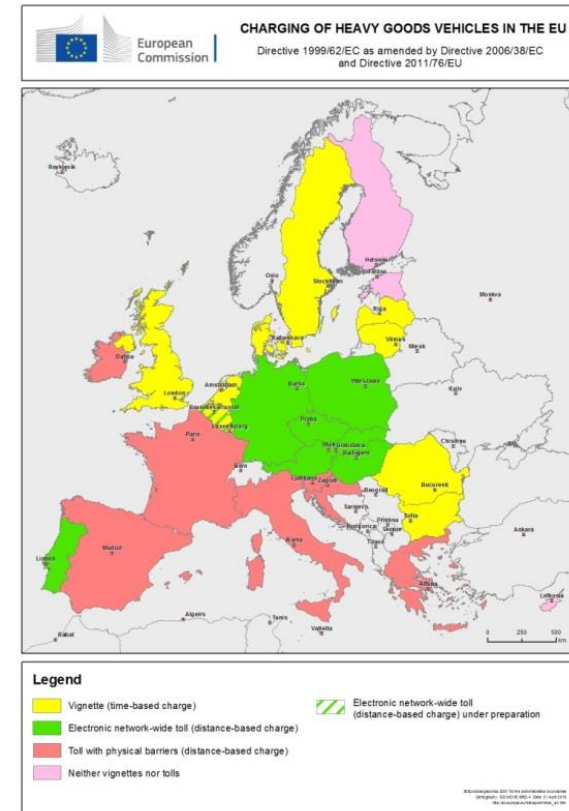 European
Commission
CHARGING OF HEAVY GOODS VEHICLES IN THE EU
Directive 1999/62/EC as amended by Directive 2006/38/EC
and Directive 2011/76/EU
Reykjavik
Helsinki
Tallinn
Oslo
Stockholm
Moskva
Riga
København
Vilnius
Minsk
Dublin
Amsterdam
London
Berlin
Warszawa
Kyiv
Luxembourg
Praha
Paris
Bratislava
Budapest
Chisinau
Bern
Ljubljana
Zagreb
Beograd
Bucuresti
Sarajevo
Sofia
Podgorica
Skopje
Tirana
Roma
Ankara
Madrid
Lisboa
Athina
Lefkosia
Algiers
Tunis
Valletta
Rabat
0 250 500
km
Legend
Vignette (time-based charge)
Electronic network-wide toll (distance-based charge)
Toll with physical barriers (distance-based charge)
Neither vignettes nor tolls
Electronic network-wide toll
(distance-based charge) under preparation